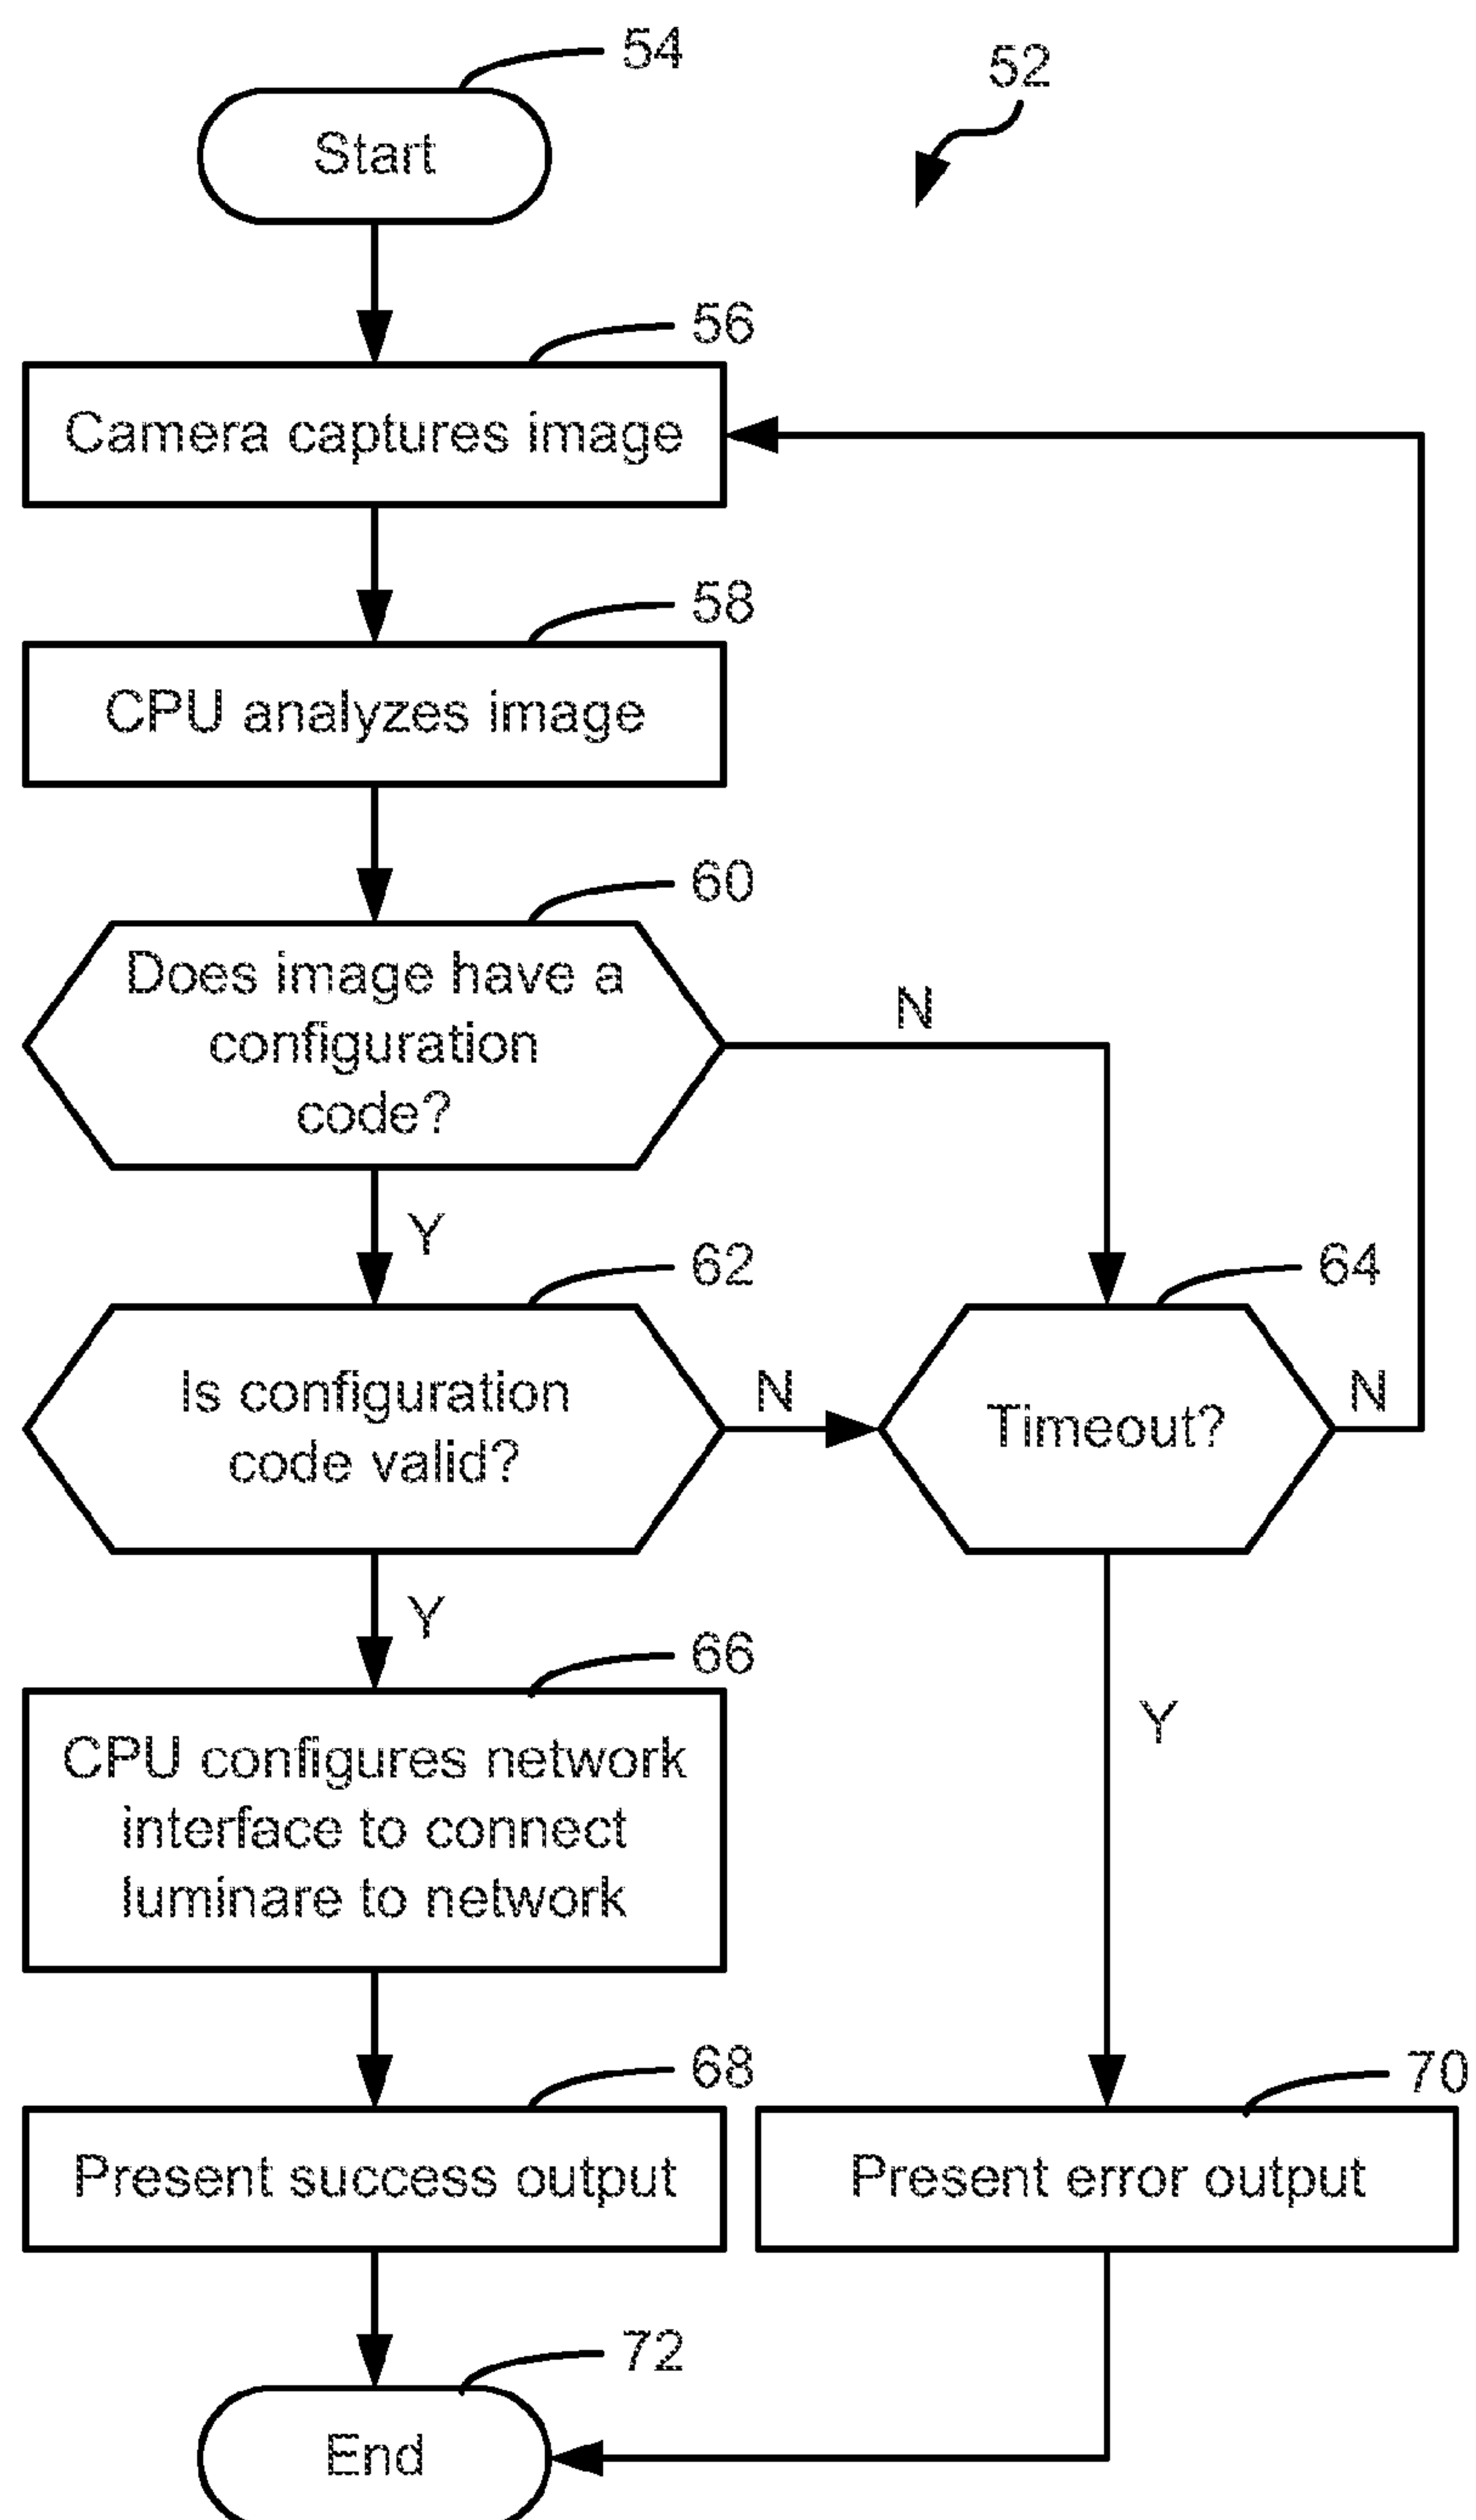 54
52
Start
56
Camera captures image
58
CPU analyzes image
60
Does image have a
configuration
code?
N
Y
62
64
Is configuration
code valid?
N
Timeout?
N
Y
66
Y
CPU configures network
interface to connect
luminare to network
68
70
Present success output
Present error output
72
End